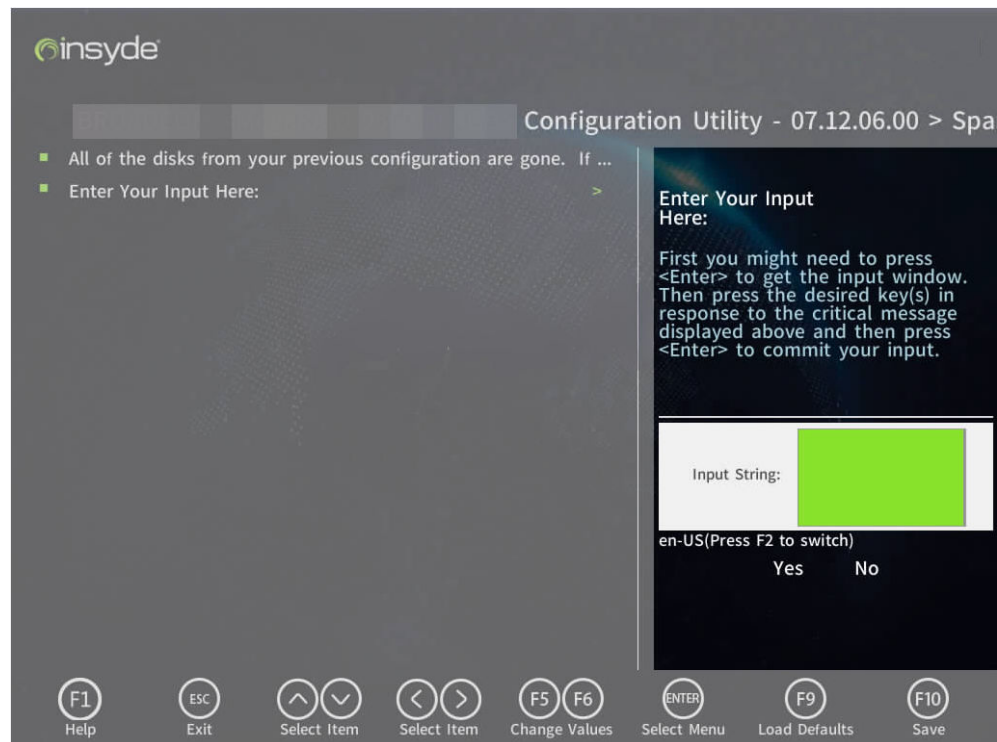 insyde
Configuration Utility - 07.12.06.00 > Spa
All of the disks from your previous configuration are gone. If ...
Enter Your Input Here: >
Enter Your Input
Here:
First you might need to press
<Enter> to get the input window.
Then press the desired key(s) in
response to the critical message
displayed above and then press
<Enter> to commit your input.
Input String:
en-US(Press F2 to switch)
Yes No
F1 ESC F5 F6 ENTER F9 F10
Help Exit Select Item Select Item Change Values Select Menu Load Defaults Save